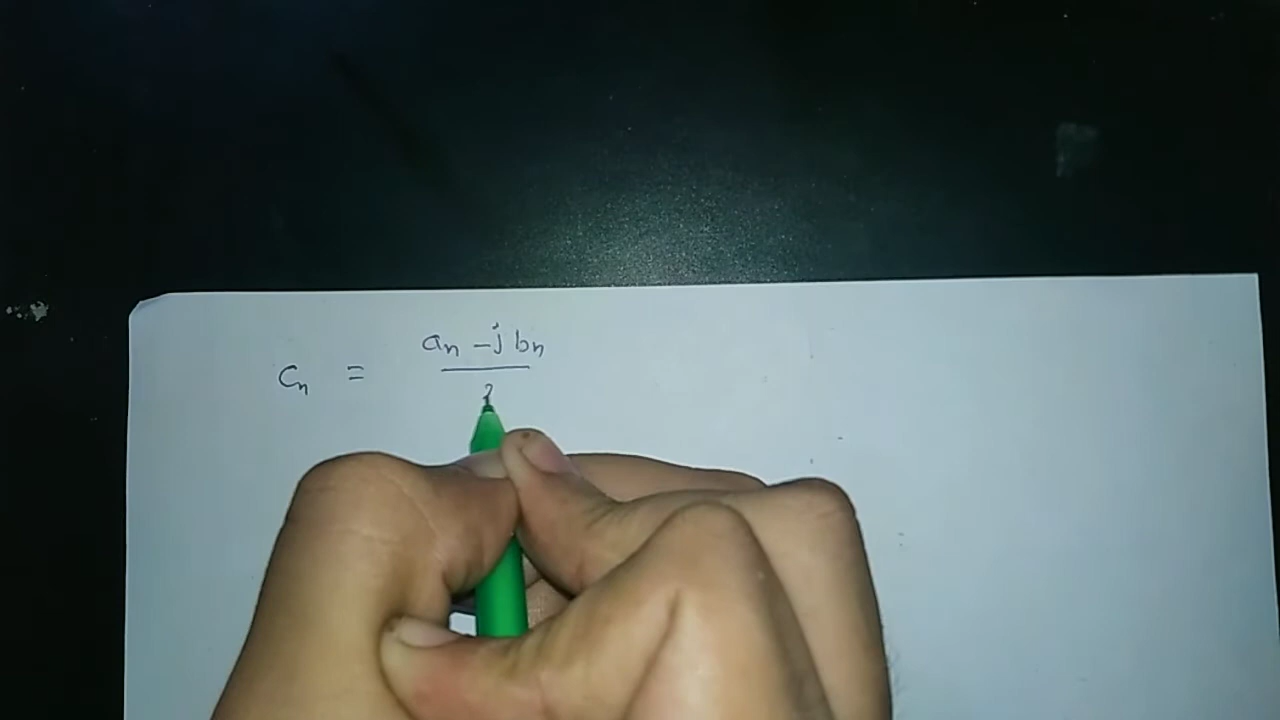 Cn = (an - j bn) / 2